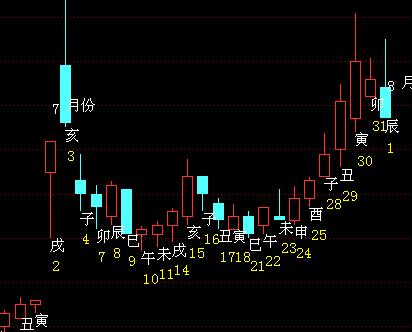 7 月份
8 月
戌
2
亥
3
子
4
卯
7
辰
8
巳
9
午
10
未
11
戌
14
亥
15
子
16
丑
17
寅
18
巳
21
午
22
未
23
申
24
酉
25
子
28
丑
29
寅
30
卯
31
辰
1
丑
寅